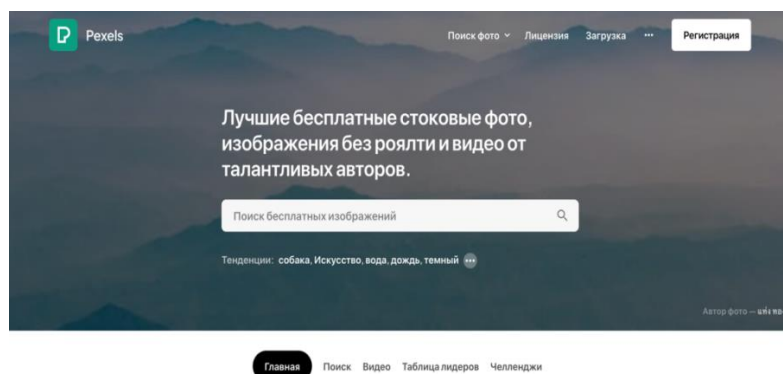 Pexels
Поиск фото Лицензия Загрузка ... Регистрация
Лучшие бесплатные стоковые фото,
изображения без роялти и видео от
талантливых авторов.
Поиск бесплатных изображений
Тенденции: собака, Искусство, вода, дождь, темный ...
Автор фото —
Главная Поиск Видео Таблица лидеров Челленджи